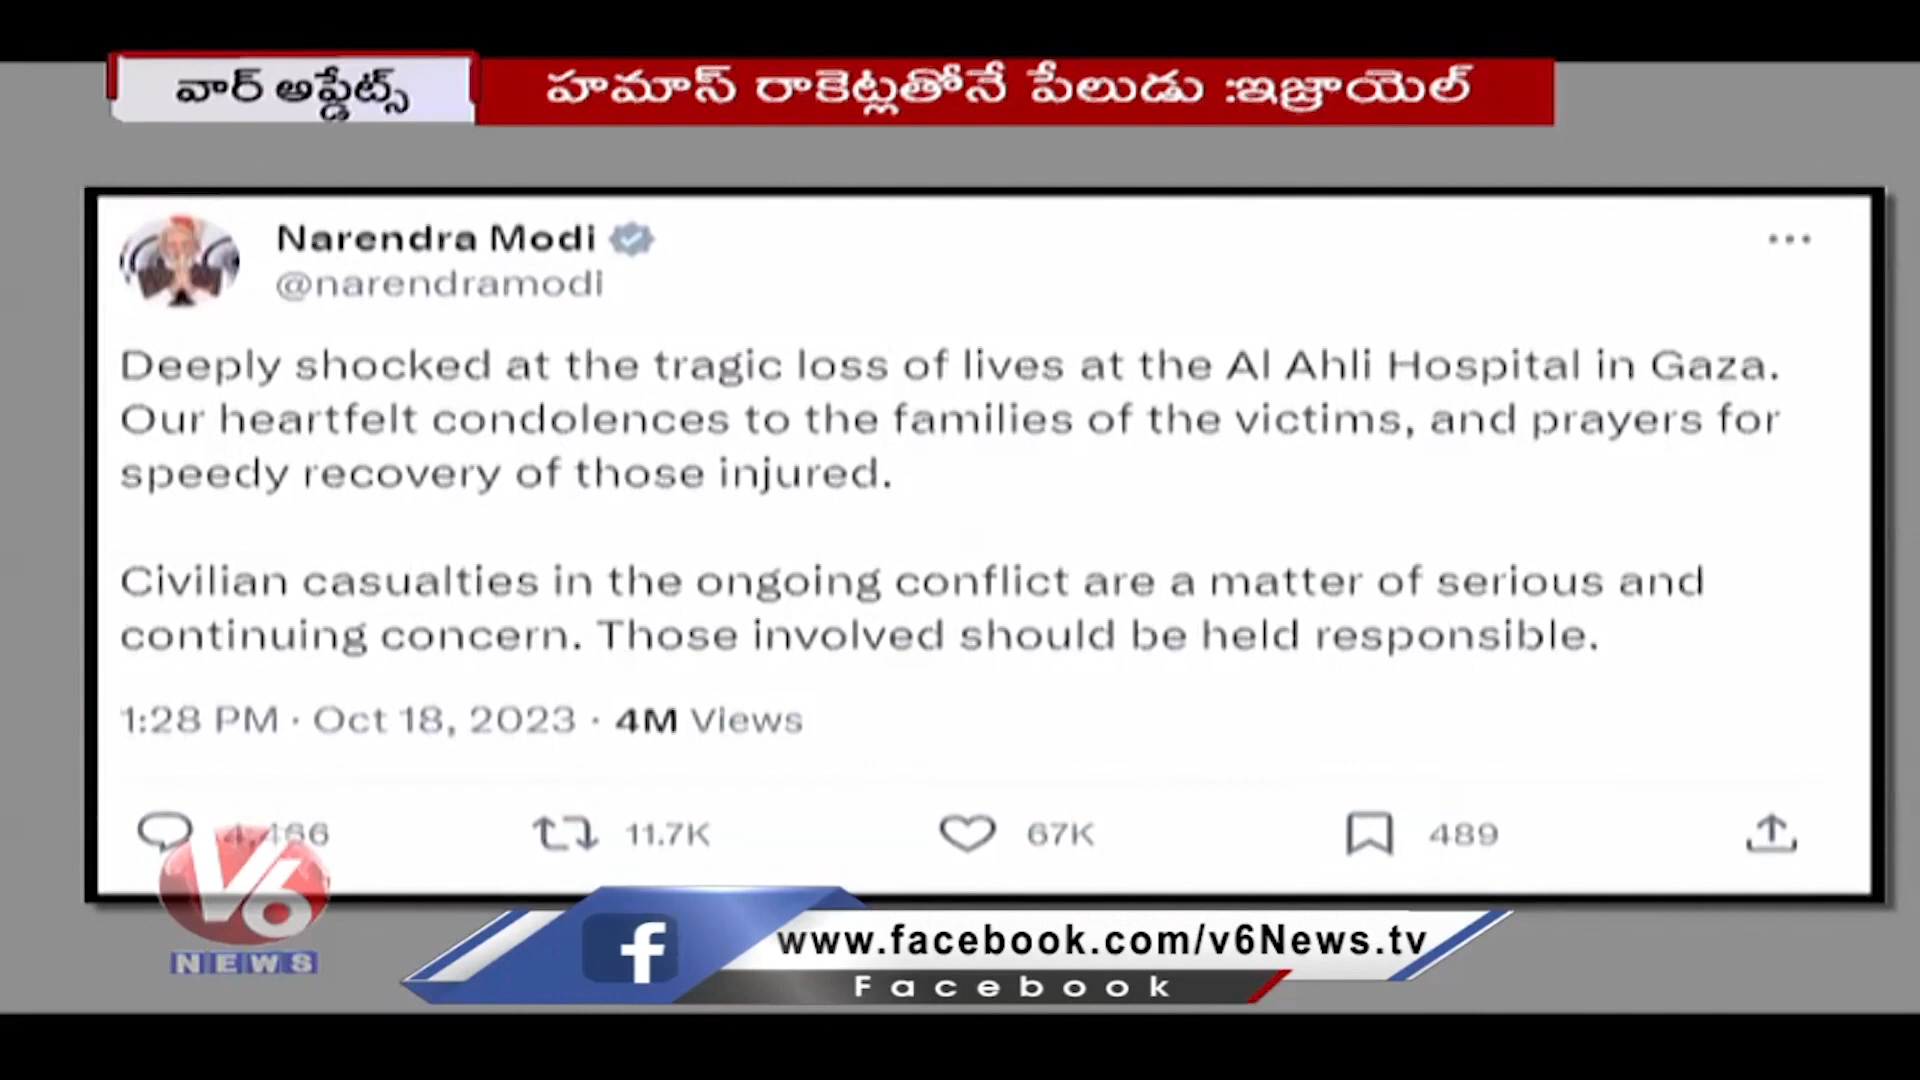 వార్ అప్డేట్స్
హమాస్ రాకెట్లతోనే పేలుడు :ఇజ్రాయెల్
Narendra Modi
@narendramodi
Deeply shocked at the tragic loss of lives at the Al Ahli Hospital in Gaza.
Our heartfelt condolences to the families of the victims, and prayers for
speedy recovery of those injured.
Civilian casualties in the ongoing conflict are a matter of serious and
continuing concern. Those involved should be held responsible.
1:28 PM · Oct 18, 2023 · 4M Views
11.7K 67K 489
V6
NEWS
f
www.facebook.com/v6News.tv
Facebook